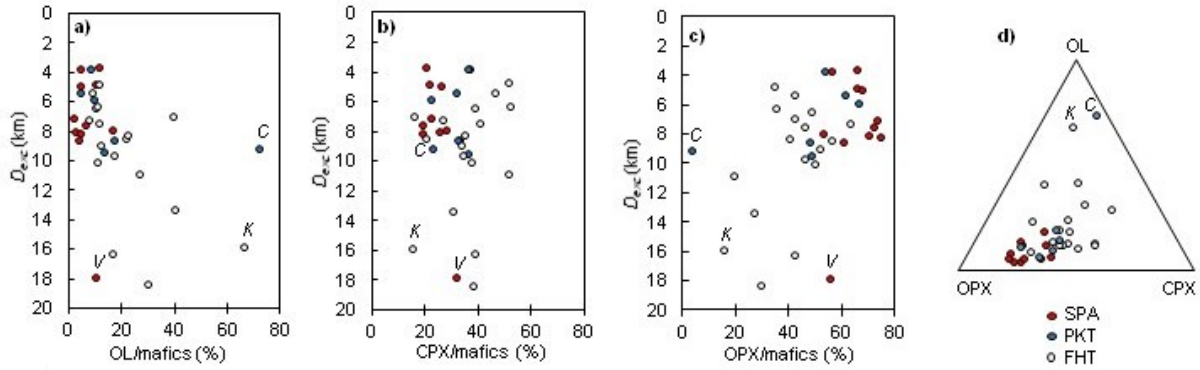 a)
0
2
4
6
8
10
12
14
16
18
20
D_exc (km)
C
K
V
0 20 40 60 80
OL/mafics (%)
b)
0
2
4
6
8
10
12
14
16
18
20
D_exc (km)
C
K
V
0 20 40 60 80
CPX/mafics (%)
c)
0
2
4
6
8
10
12
14
16
18
20
D_exc (km)
C
K
V
0 20 40 60 80
OPX/mafics (%)
d)
OL
K C
OPX CPX
SPA
PKT
FHT